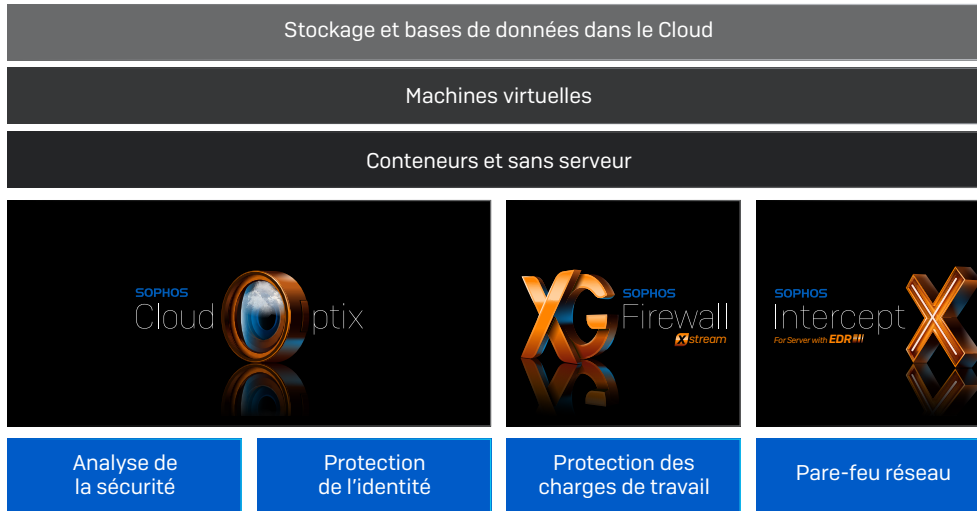 Stockage et bases de données dans le Cloud
Machines virtuelles
Conteneurs et sans serveur
SOPHOS
Cloud Optix
SOPHOS
XG Firewall
Xstream
SOPHOS
Intercept X
For Server with EDR
Analyse de
la sécurité
Protection
de l'identité
Protection des
charges de travail
Pare-feu réseau